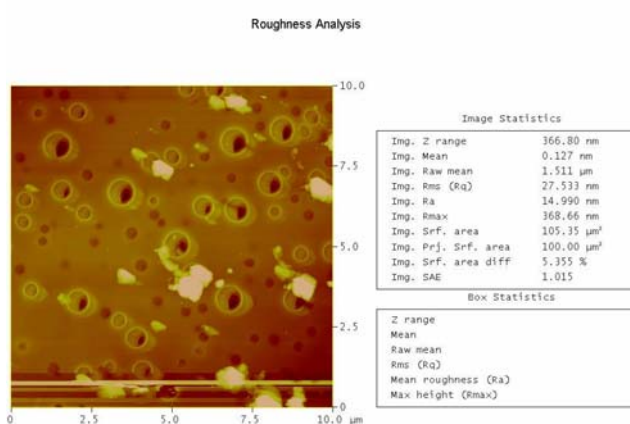 Roughness Analysis
10.0
7.5
5.0
2.5
0
0 2.5 5.0 7.5 10.0 µm
Image Statistics
Img. Z range 366.80 nm
Img. Mean 0.127 nm
Img. Raw mean 1.511 µm
Img. Rms (Rq) 27.533 nm
Img. Ra 14.990 nm
Img. Rmax 368.66 nm
Img. Srf. area 105.35 µm²
Img. Prj. Srf. area 100.00 µm²
Img. Srf. area diff 5.355 %
Img. SAE 1.015
Box Statistics
Z range
Mean
Raw mean
Rms (Rq)
Mean roughness (Ra)
Max height (Rmax)